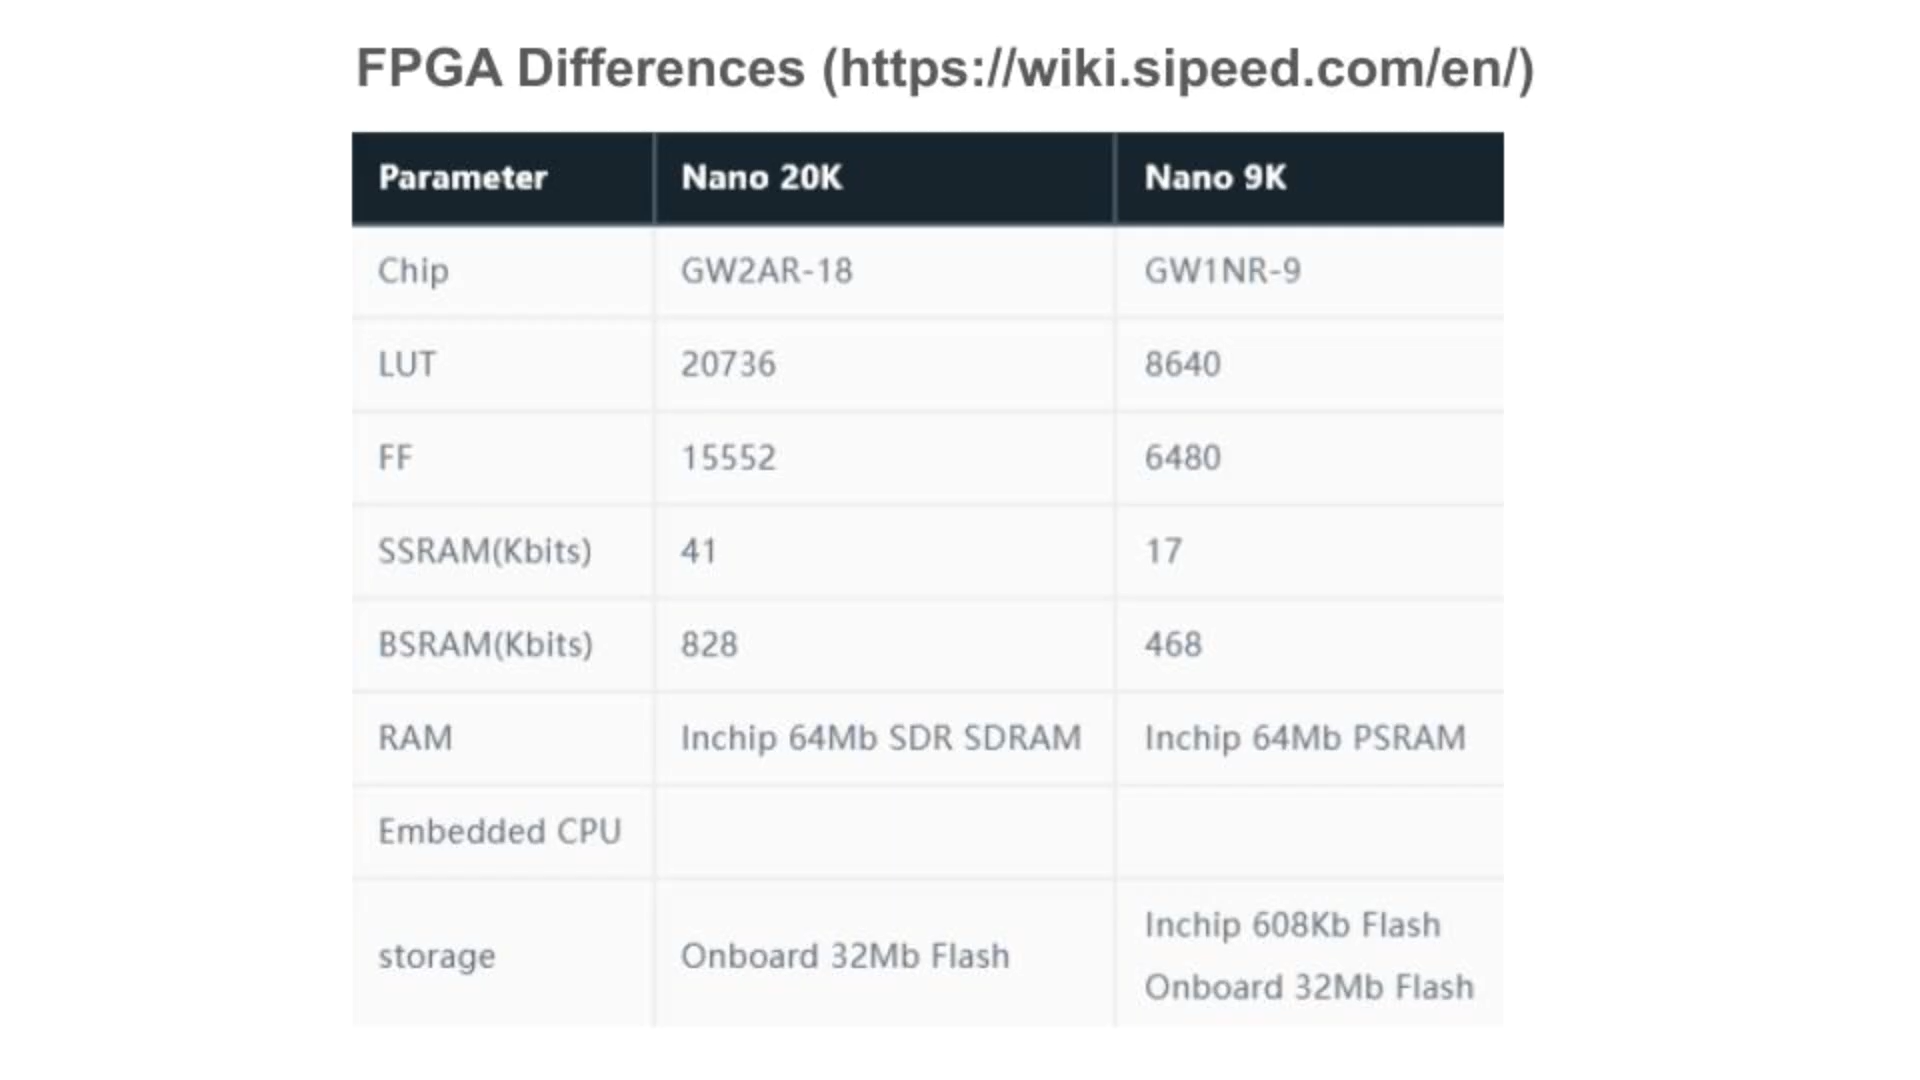 FPGA Differences (https://wiki.sipeed.com/en/)
Parameter Nano 20K Nano 9K
Chip GW2AR-18 GW1NR-9
LUT 20736 8640
FF 15552 6480
SSRAM(Kbits) 41 17
BSRAM(Kbits) 828 468
RAM Inchip 64Mb SDR SDRAM Inchip 64Mb PSRAM
Embedded CPU
storage Onboard 32Mb Flash Inchip 608Kb Flash
Onboard 32Mb Flash